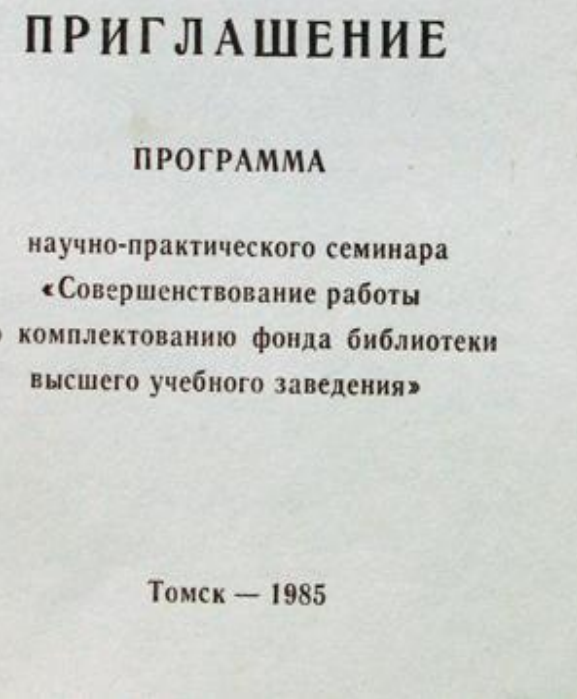 ПРИГЛАШЕНИЕ
ПРОГРАММА
научно-практического семинара
«Совершенствование работы
комплектованию фонда библиотеки
высшего учебного заведения»
Томск — 1985